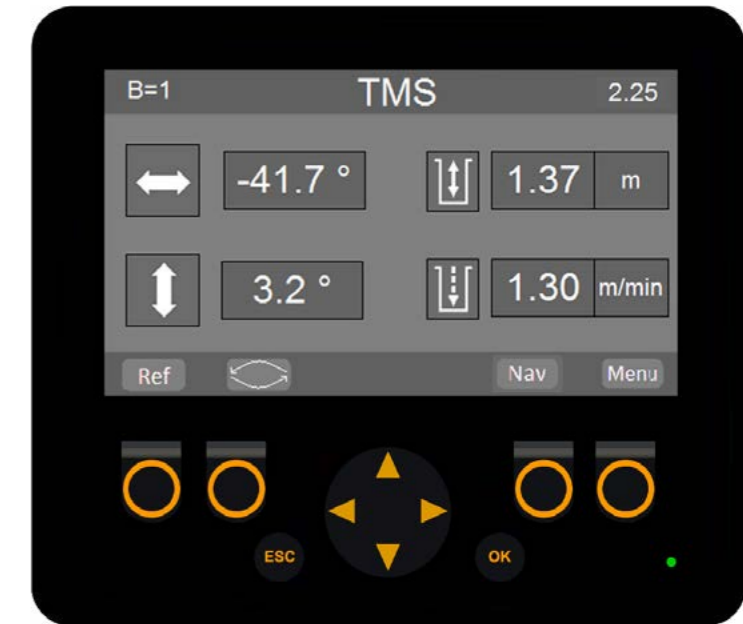 B=1 TMS 2.25
-41.7 ° 1.37 m
3.2 ° 1.30 m/min
Ref Nav Menu
ESC OK